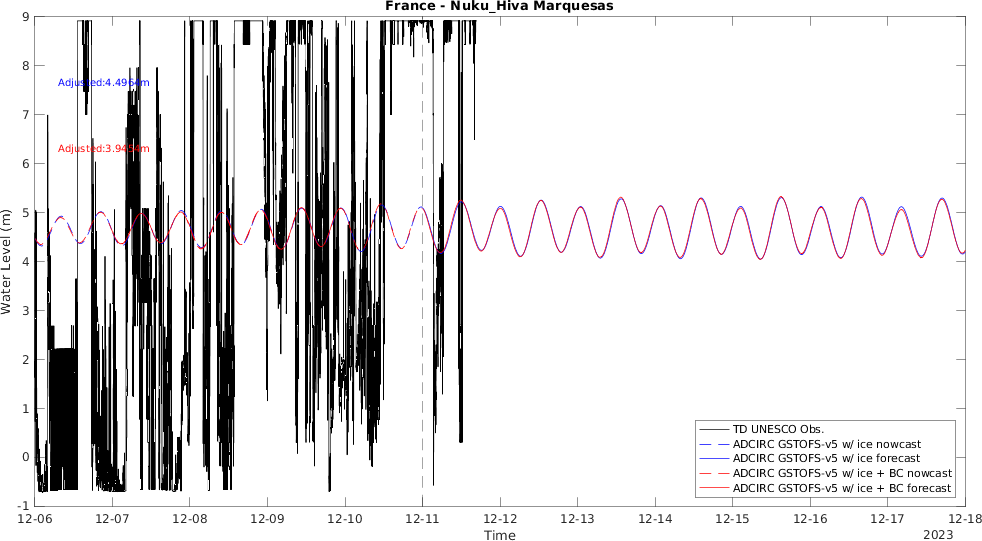 France - Nuku_Hiva Marquesas
9
8
7
6
5
4
3
2
1
0
-1
Water Level (m)
Adjusted:4.4964m
Adjusted:3.9454m
TD UNESCO Obs.
ADCIRC GSTOFS-v5 w/ ice nowcast
ADCIRC GSTOFS-v5 w/ ice forecast
ADCIRC GSTOFS-v5 w/ ice + BC nowcast
ADCIRC GSTOFS-v5 w/ ice + BC forecast
12-06 12-07 12-08 12-09 12-10 12-11 12-12 12-13 12-14 12-15 12-16 12-17 12-18
Time
2023